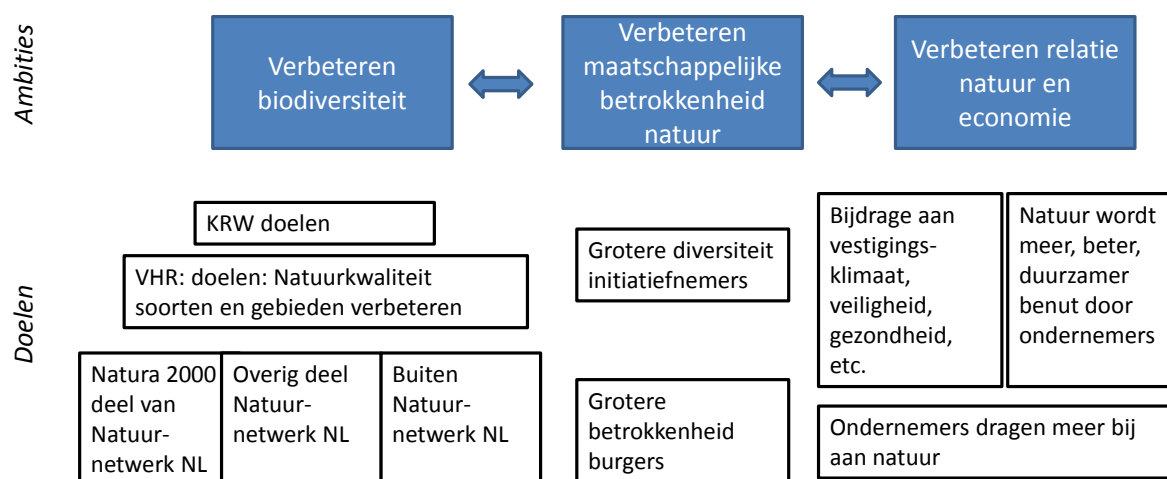 Ambities
Verbeteren
biodiversiteit
Verbeteren
maatschappelijke
betrokkenheid
natuur
Verbeteren relatie
natuur en
economie
Doelen
KRW doelen
VHR: doelen: Natuurkwaliteit
soorten en gebieden verbeteren
Natura 2000
deel van
Natuur-
netwerk NL
Overig deel
Natuur-
netwerk NL
Buiten
Natuur-
netwerk NL
Grotere diversiteit
initiatiefnemers
Grotere
betrokkenheid
burgers
Bijdrage aan
vestigings-
klimaat,
veiligheid,
gezondheid,
etc.
Natuur wordt
meer, beter,
duurzamer
benut door
ondernemers
Ondernemers dragen meer bij
aan natuur